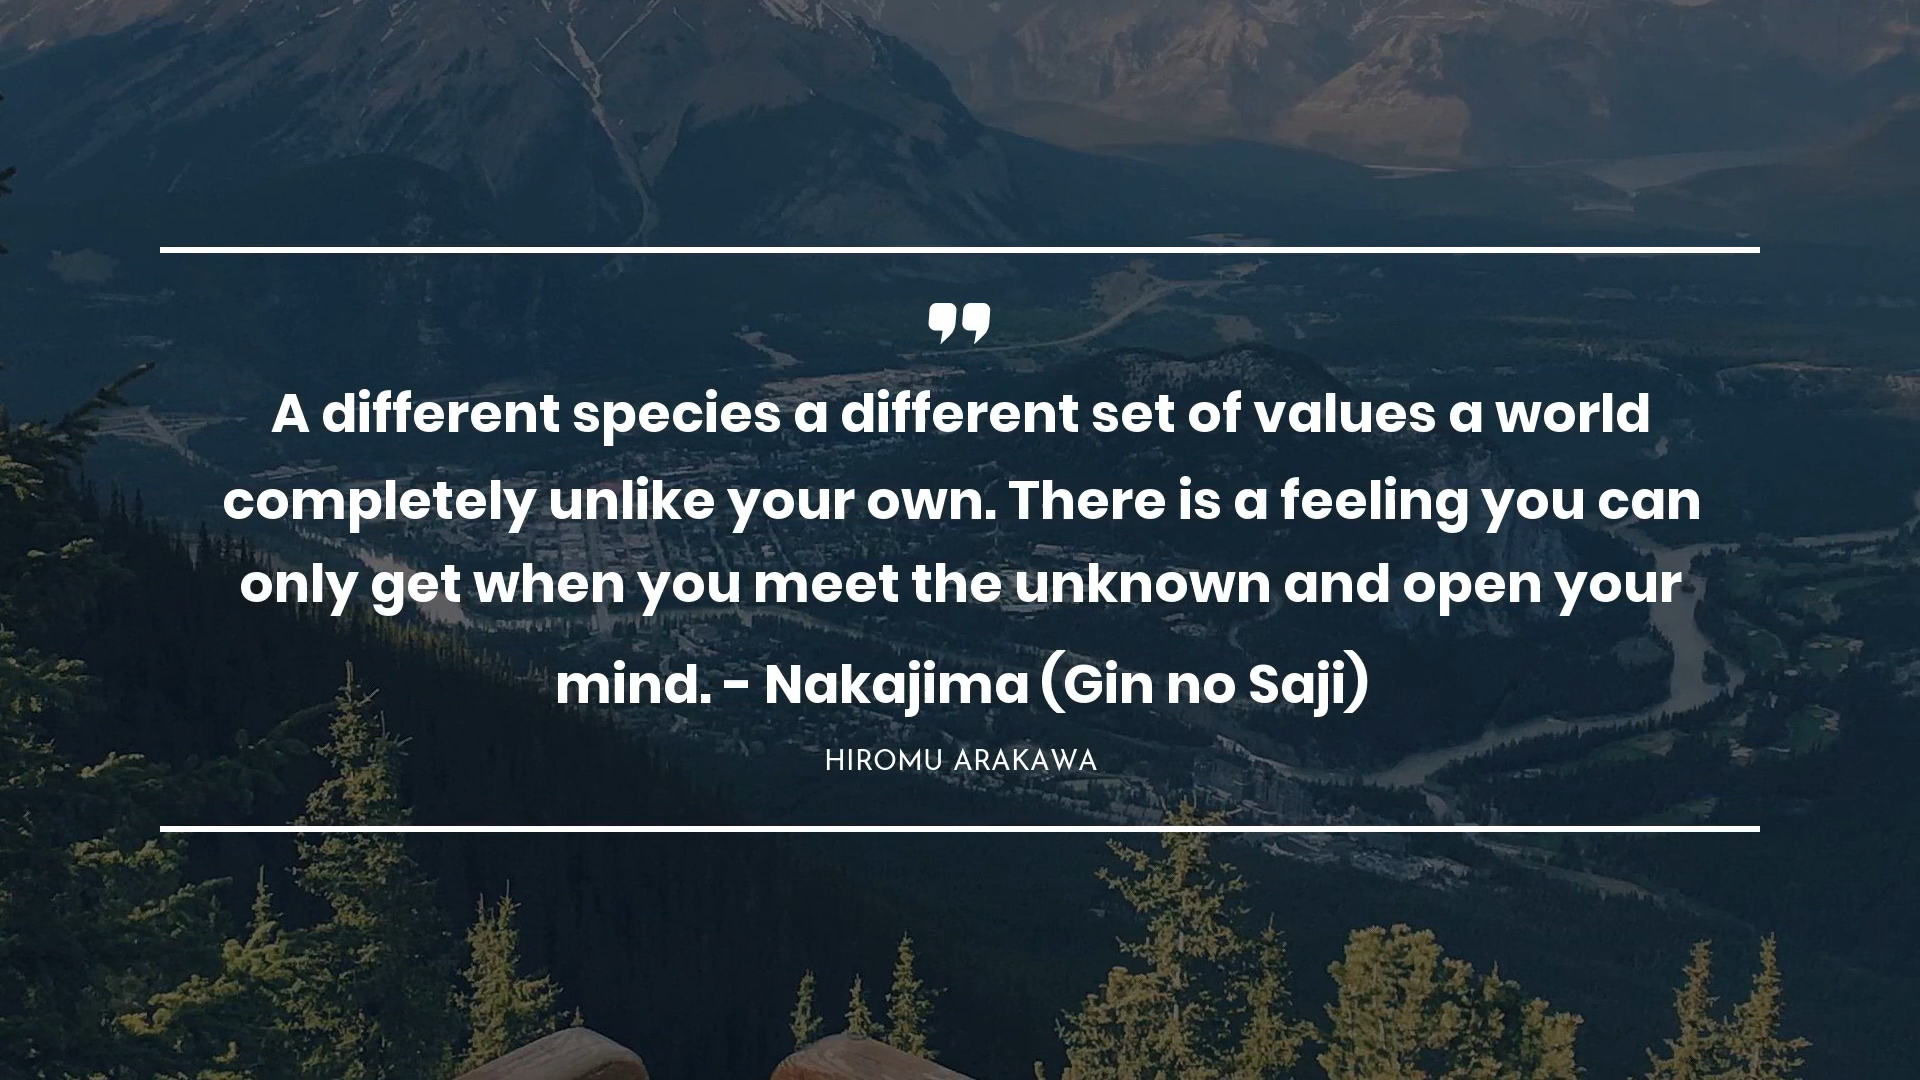 ”
A different species a different set of values a world
completely unlike your own. There is a feeling you can
only get when you meet the unknown and open your
mind. - Nakajima (Gin no Saji)
HIROMU ARAKAWA